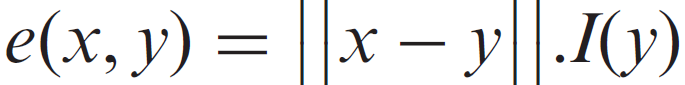 e(x, y) = ||x − y||.I(y)